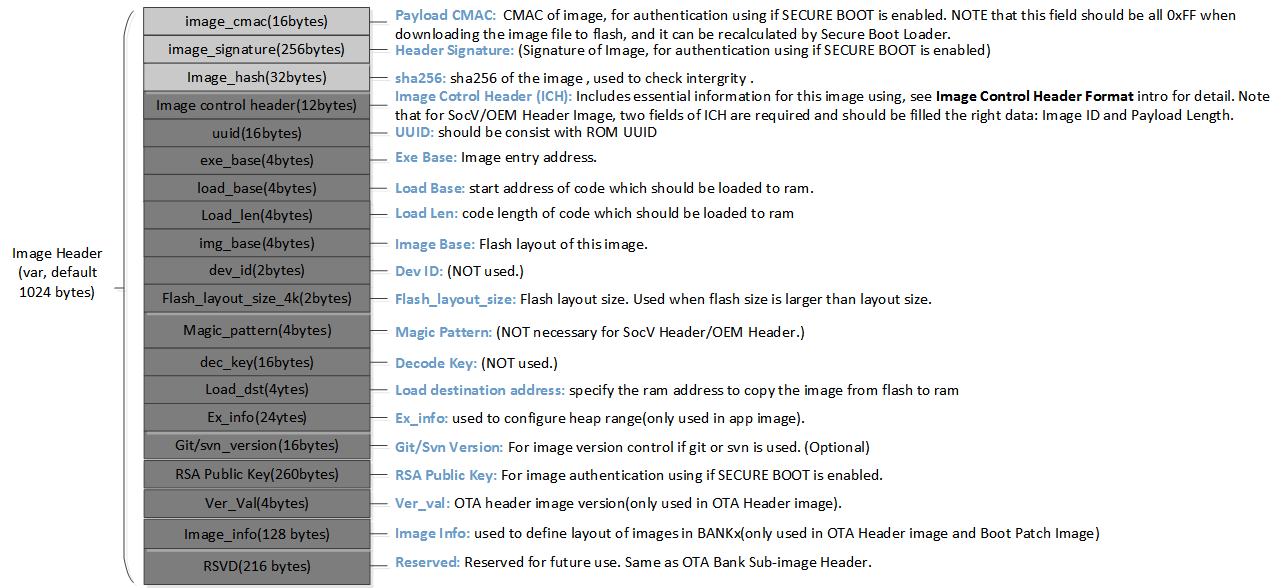 image_cmac(16bytes)
Payload CMAC: CMAC of image, for authentication using if SECURE BOOT is enabled. NOTE that this field should be all 0xFF when
downloading the image file to flash, and it can be recalculated by Secure Boot Loader.
image_signature(256bytes)
Header Signature: (Signature of Image, for authentication using if SECURE BOOT is enabled)
Image_hash(32bytes)
sha256: sha256 of the image , used to check intergrity .
Image control header(12bytes)
Image Cotrol Header (ICH): Includes essential information for this image using, see Image Control Header Format intro for detail. Note
that for SocV/OEM Header Image, two fields of ICH are required and should be filled the right data: Image ID and Payload Length.
uuid(16bytes)
UUID: should be consist with ROM UUID
exe_base(4bytes)
Exe Base: Image entry address.
load_base(4bytes)
Load Base: start address of code which should be loaded to ram.
Load_len(4bytes)
Load Len: code length of code which should be loaded to ram
img_base(4bytes)
Image Base: Flash layout of this image.
Image Header
(var, default
1024 bytes)
dev_id(2bytes)
Dev ID: (NOT used.)
Flash_layout_size_4k(2bytes)
Flash_layout_size: Flash layout size. Used when flash size is larger than layout size.
Magic_pattern(4bytes)
Magic Pattern: (NOT necessary for SocV Header/OEM Header.)
dec_key(16bytes)
Decode Key: (NOT used.)
Load_dst(4ytes)
Load destination address: specify the ram address to copy the image from flash to ram
Ex_info(24ytes)
Ex_info: used to configure heap range(only used in app image).
Git/svn_version(16bytes)
Git/Svn Version: For image version control if git or svn is used. (Optional)
RSA Public Key(260bytes)
RSA Public Key: For image authentication using if SECURE BOOT is enabled.
Ver_Val(4bytes)
Ver_val: OTA header image version(only used in OTA Header image).
Image_info(128 bytes)
Image Info: used to define layout of images in BANKx(only used in OTA Header image and Boot Patch Image)
RSVD(216 bytes)
Reserved: Reserved for future use. Same as OTA Bank Sub-image Header.